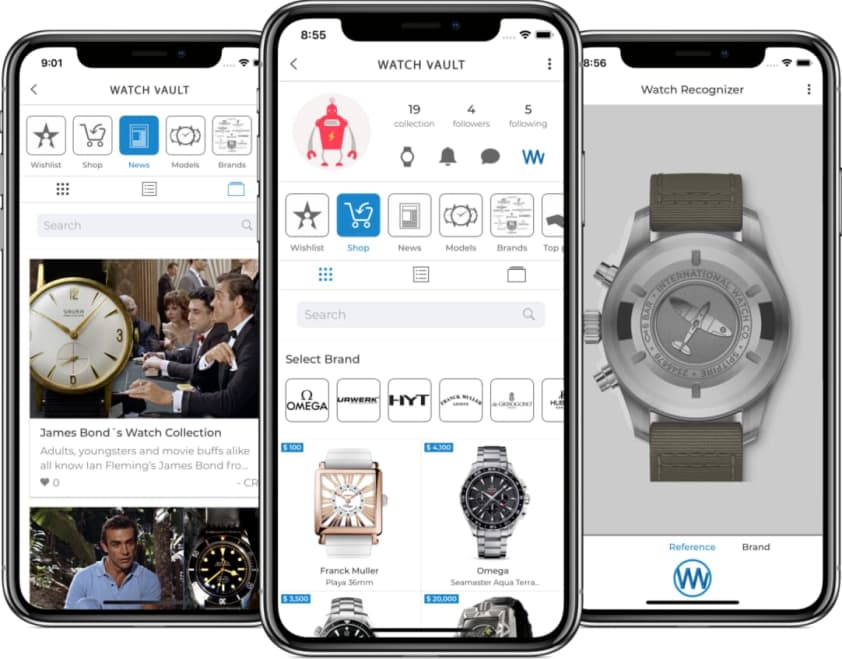 9:01
WATCH VAULT
Wishlist
Shop
News
Models
Brands
Search
GRUEN
12
3
James Bond´s Watch Collection
Adults, youngsters and movie buffs alike
all know Ian Fleming's James Bond fro...
0
- CR
8:55
WATCH VAULT
19
collection
4
followers
5
following
Wishlist
Shop
News
Models
Brands
Top p
Search
Select Brand
Ω
OMEGA
URWERK
HYT
FRANCK MULLER
GENEVE
de GRISOGONO
HU
$ 100
Franck Muller
Playa 36mm
$ 4,100
Omega
Seamaster Aqua Terra..
$ 3,500
$ 20,000
8:56
Watch Recognizer
INTERNATIONAL WATCH CO
6 BAR
SPITFIRE
Reference
Brand